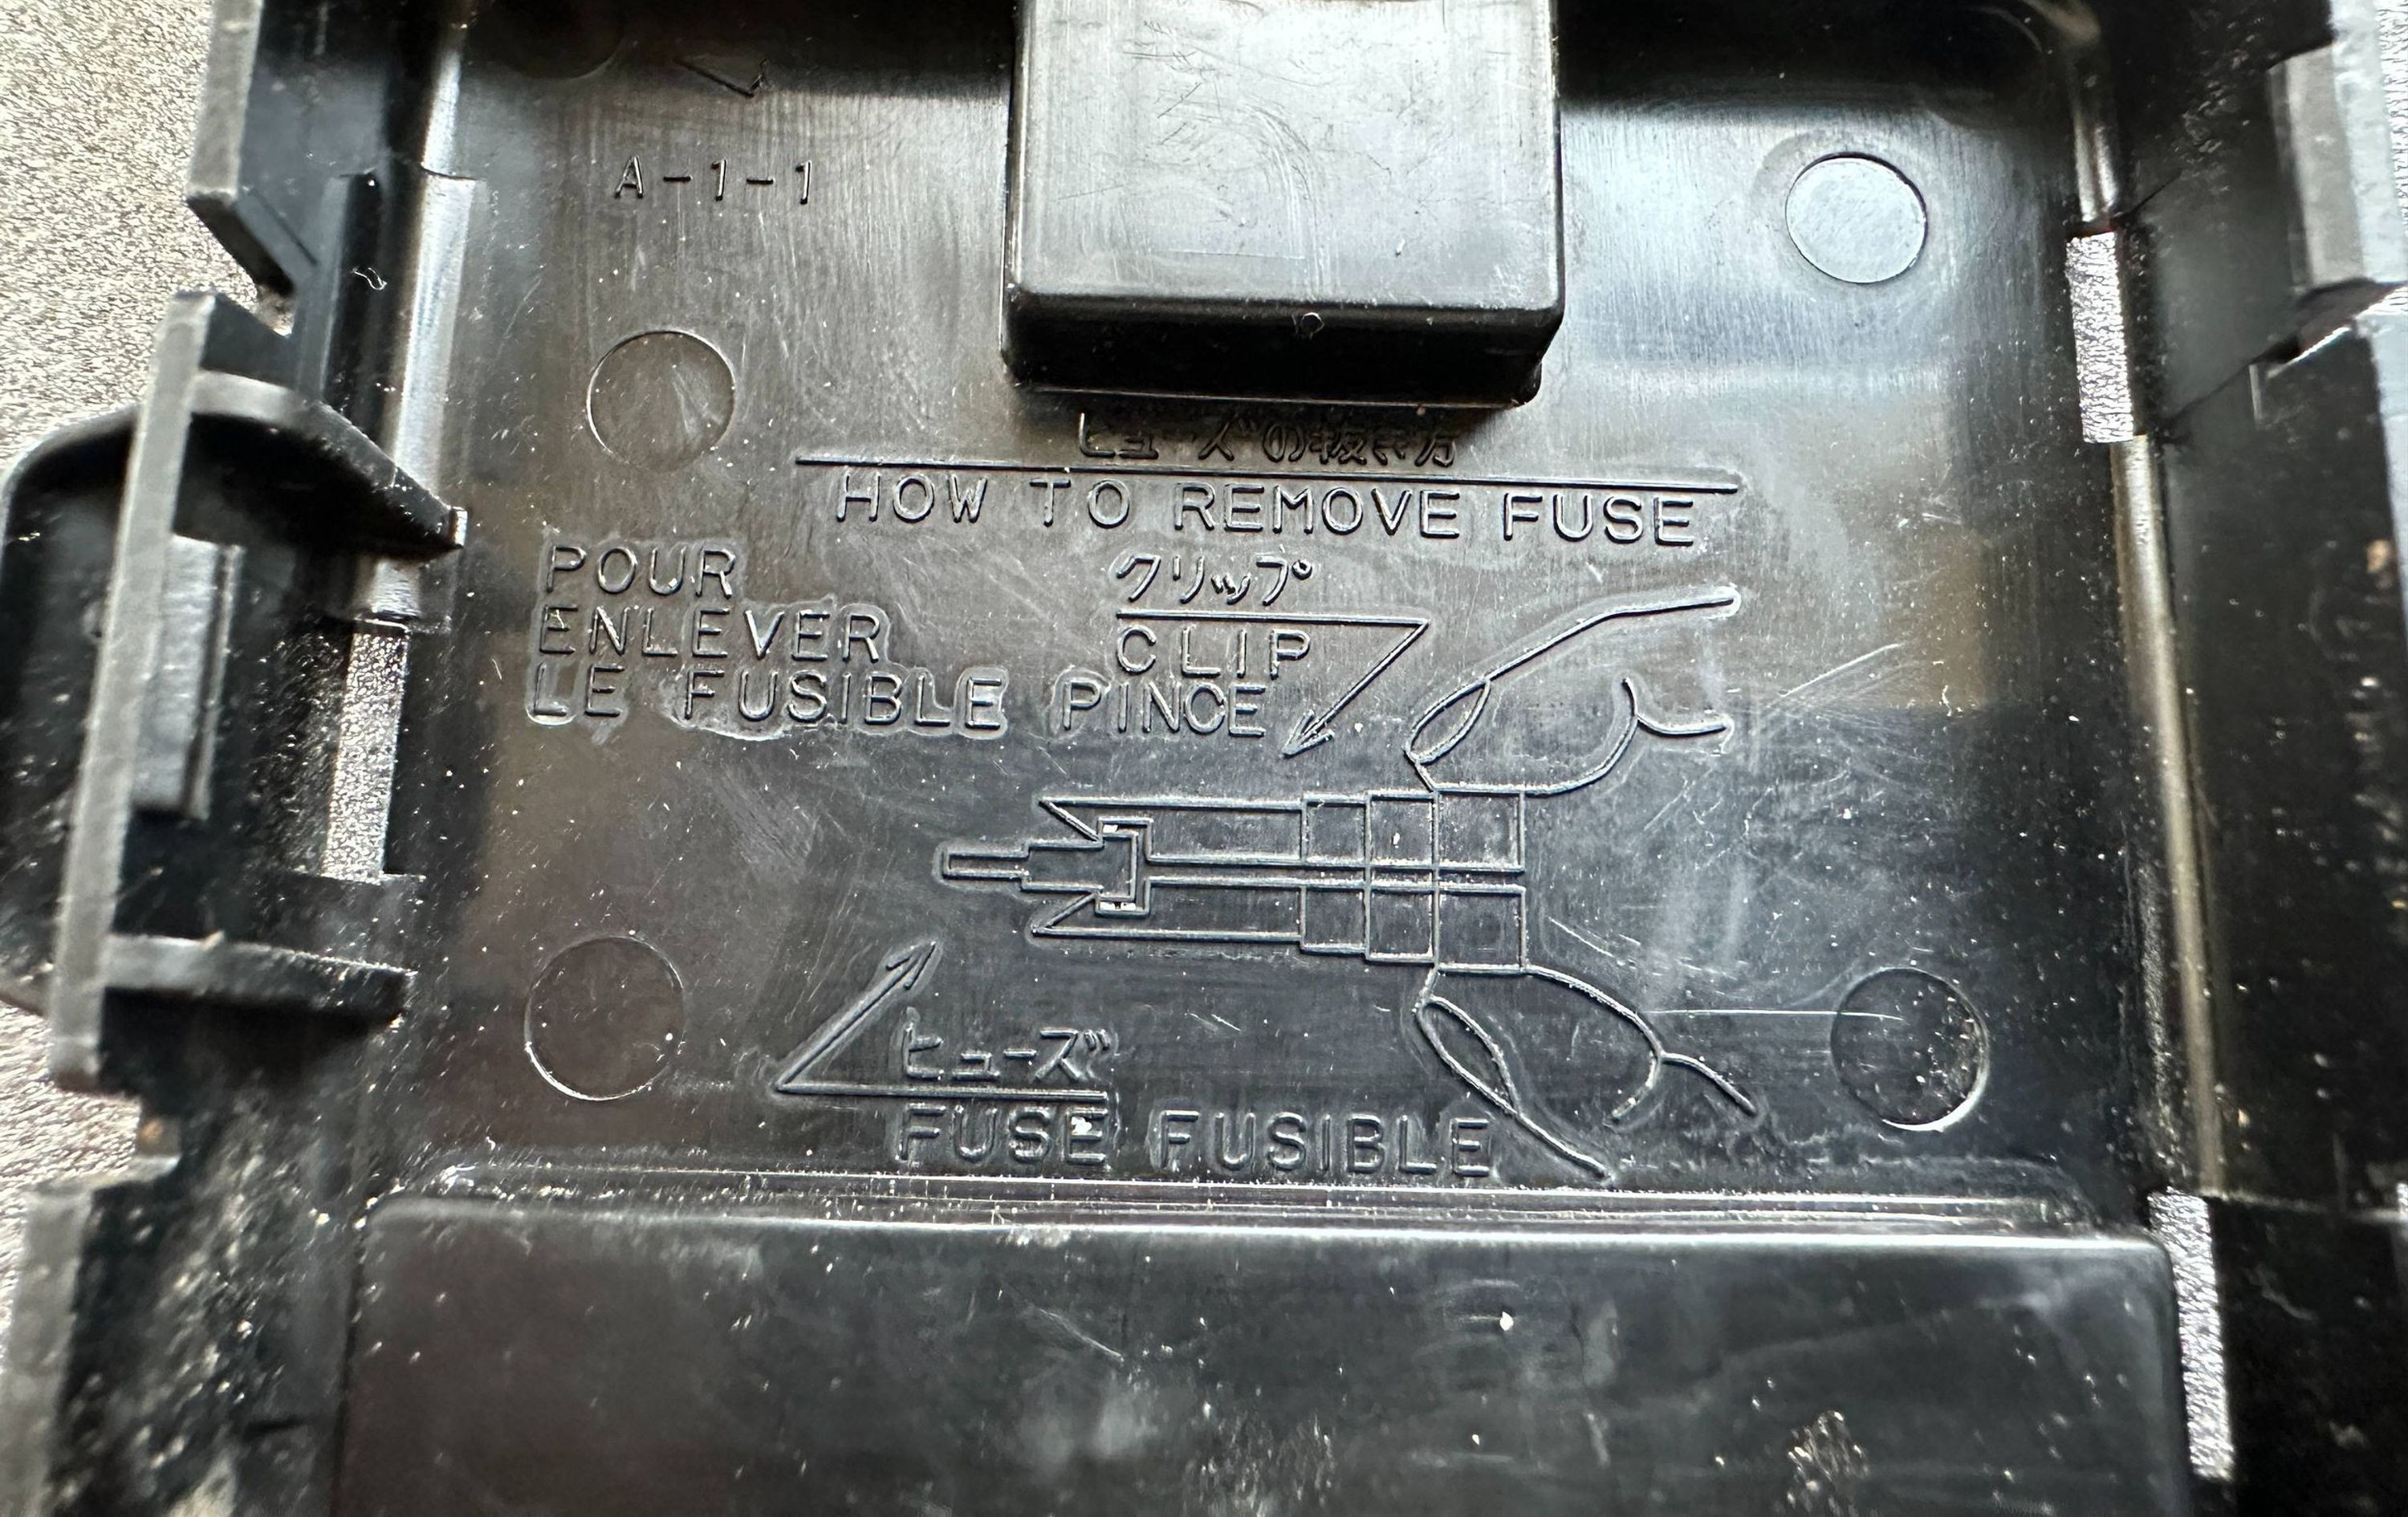 A-1-1
ヒューズの抜き方
HOW TO REMOVE FUSE
POUR
ENLEVER
LE FUSIBLE
クリップ
CLIP
PINCE
ヒューズ
FUSE FUSIBLE